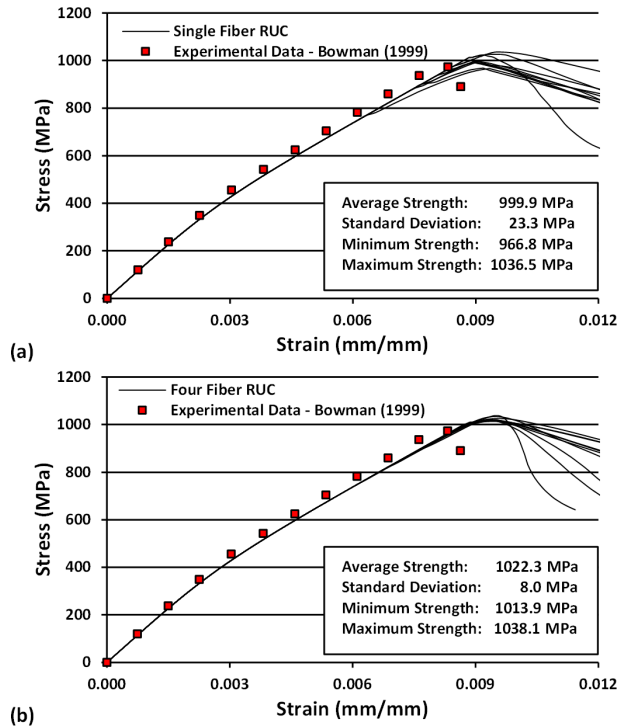 1200
1000
800
600
400
200
0
Stress (MPa)
Single Fiber RUC
Experimental Data - Bowman (1999)
Average Strength: 999.9 MPa
Standard Deviation: 23.3 MPa
Minimum Strength: 966.8 MPa
Maximum Strength: 1036.5 MPa
0.000 0.003 0.006 0.009 0.012
Strain (mm/mm)
(a)
1200
1000
800
600
400
200
0
Stress (MPa)
Four Fiber RUC
Experimental Data - Bowman (1999)
Average Strength: 1022.3 MPa
Standard Deviation: 8.0 MPa
Minimum Strength: 1013.9 MPa
Maximum Strength: 1038.1 MPa
0.000 0.003 0.006 0.009 0.012
Strain (mm/mm)
(b)